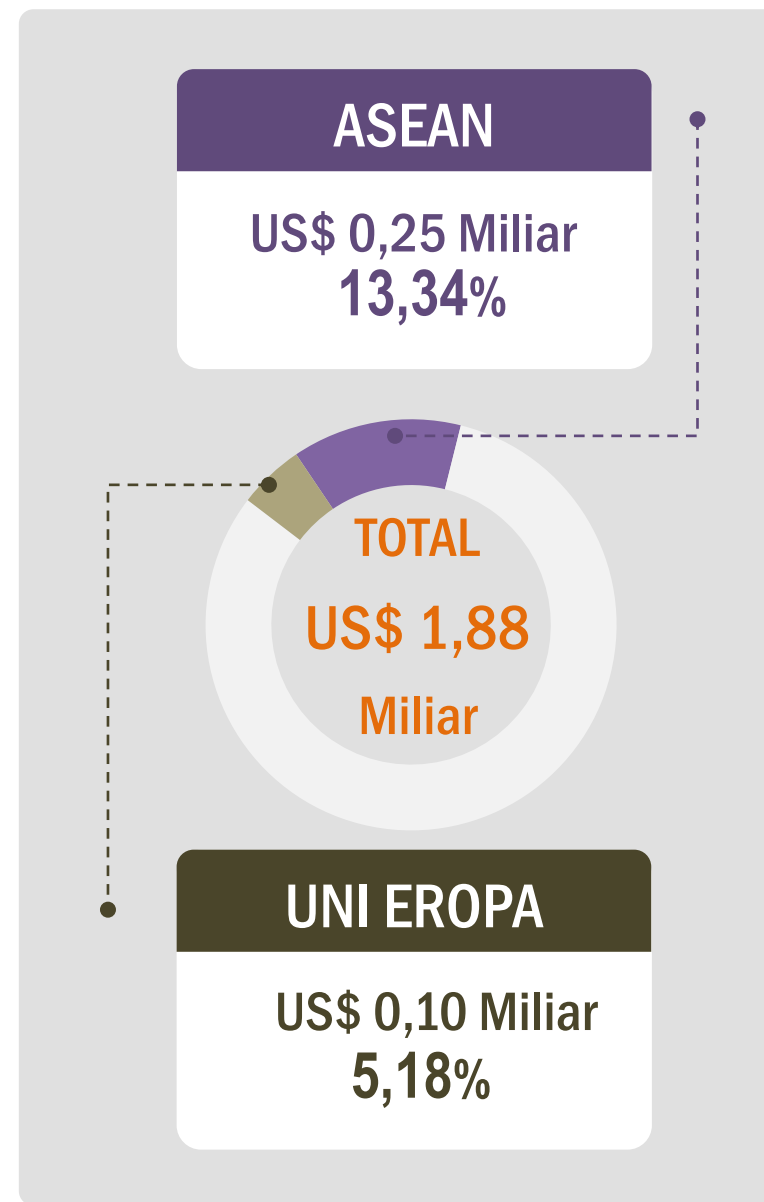 ASEAN
US$ 0,25 Miliar
13,34%
TOTAL
US$ 1,88
Miliar
UNI EROPA
US$ 0,10 Miliar
5,18%